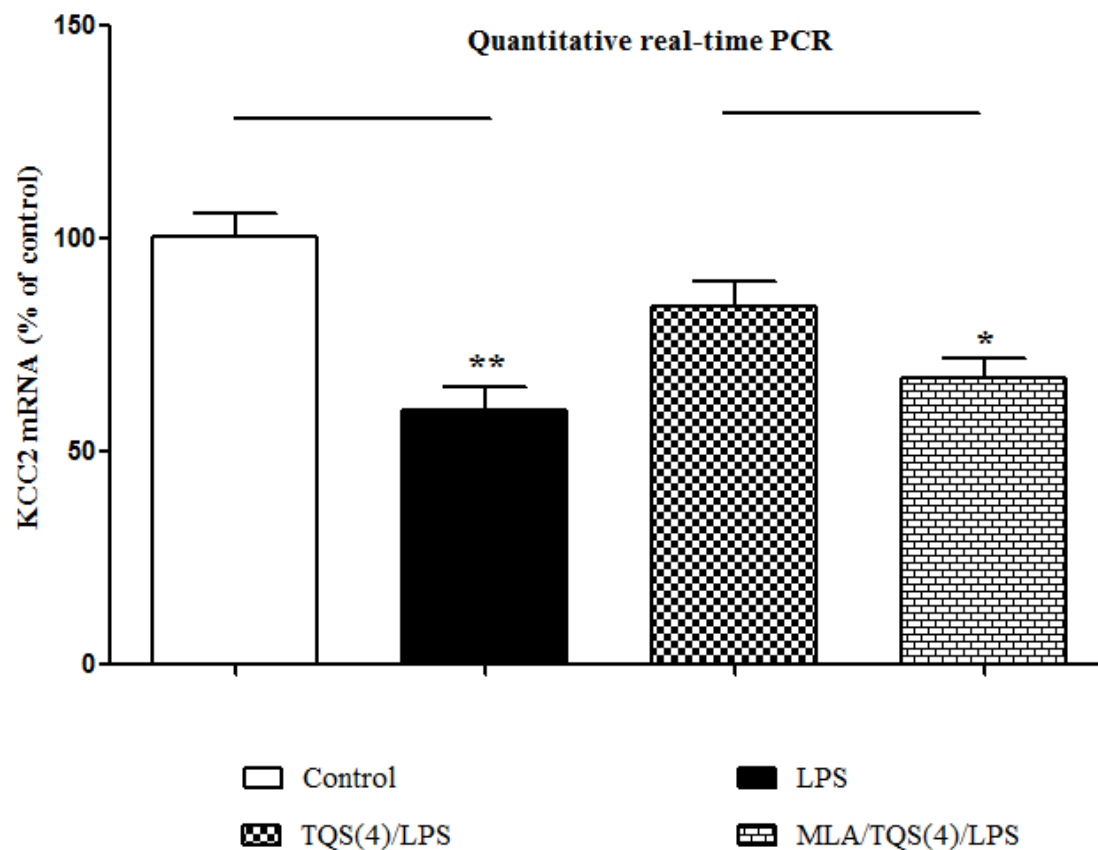 Quantitative real-time PCR
KCC2 mRNA (% of control)
150
100
50
0
**
*
Control
LPS
TQS(4)/LPS
MLA/TQS(4)/LPS